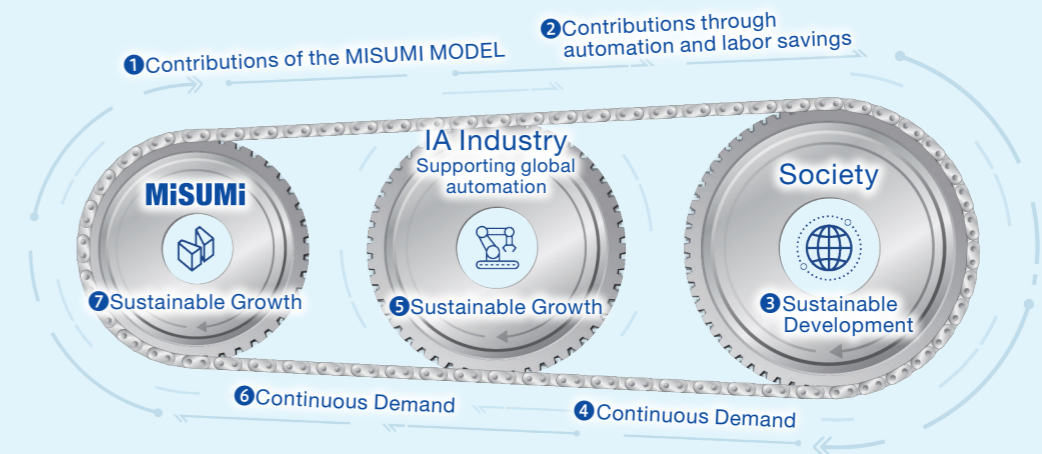 ❶Contributions of the MISUMI MODEL
❷Contributions through
automation and labor savings
MiSUMi
IA Industry
Supporting global
automation
Society
❼Sustainable Growth
❺Sustainable Growth
❸Sustainable
Development
❻Continuous Demand
❹Continuous Demand